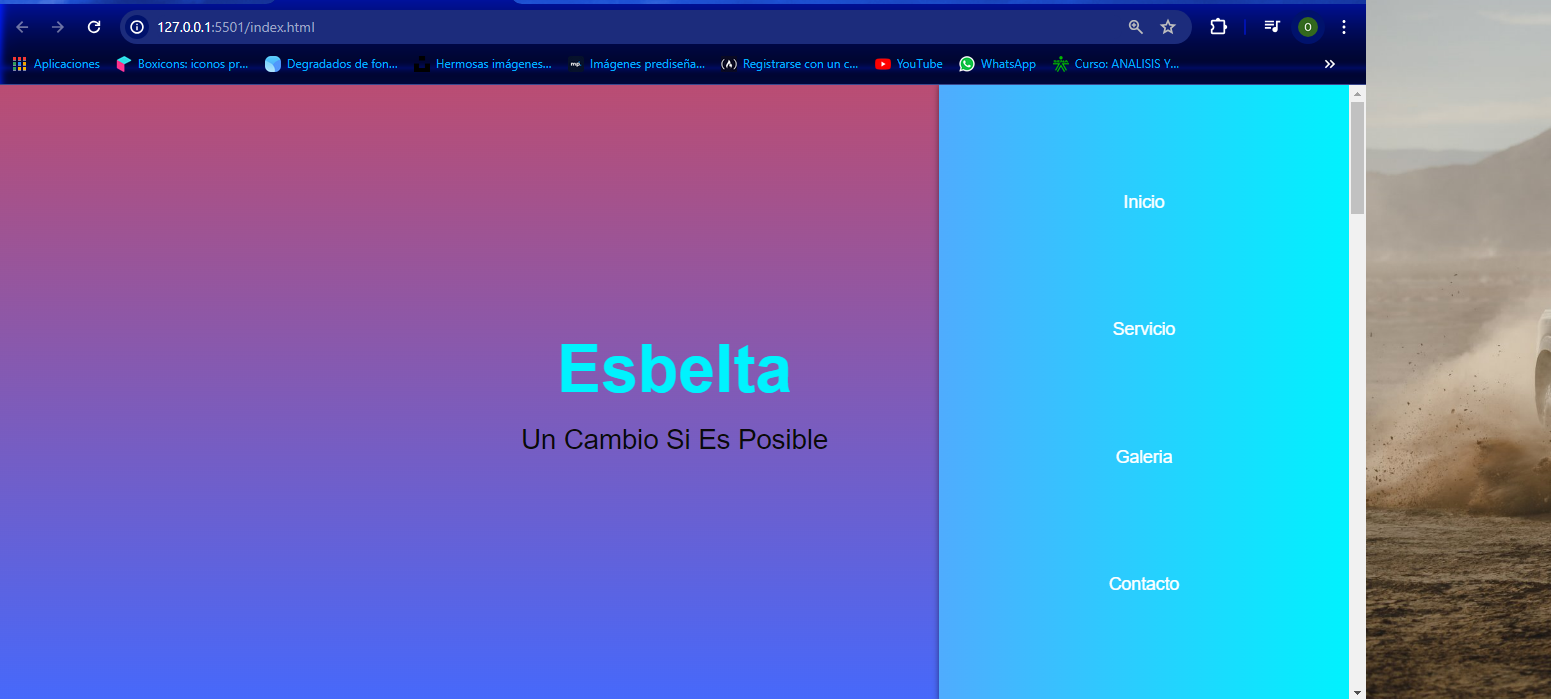 127.0.0.1:5501/index.html
O
Aplicaciones Boxicons: iconos pr... Degradados de fon... Hermosas imágenes... Imágenes prediseña... Registrarse con un c... YouTube WhatsApp Curso: ANALISIS Y...
Inicio
Servicio
Esbelta
Un Cambio Si Es Posible
Galeria
Contacto